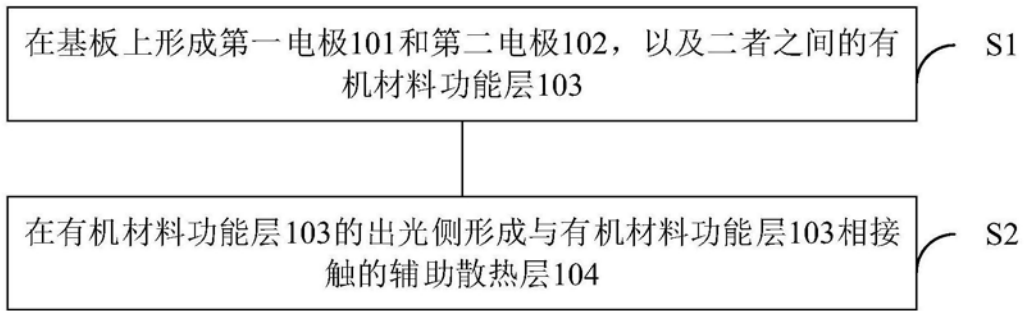 在基板上形成第一电极101和第二电极102，以及二者之间的有
机材料功能层103
S1
在有机材料功能层103的出光侧形成与有机材料功能层103相接
触的辅助散热层104
S2